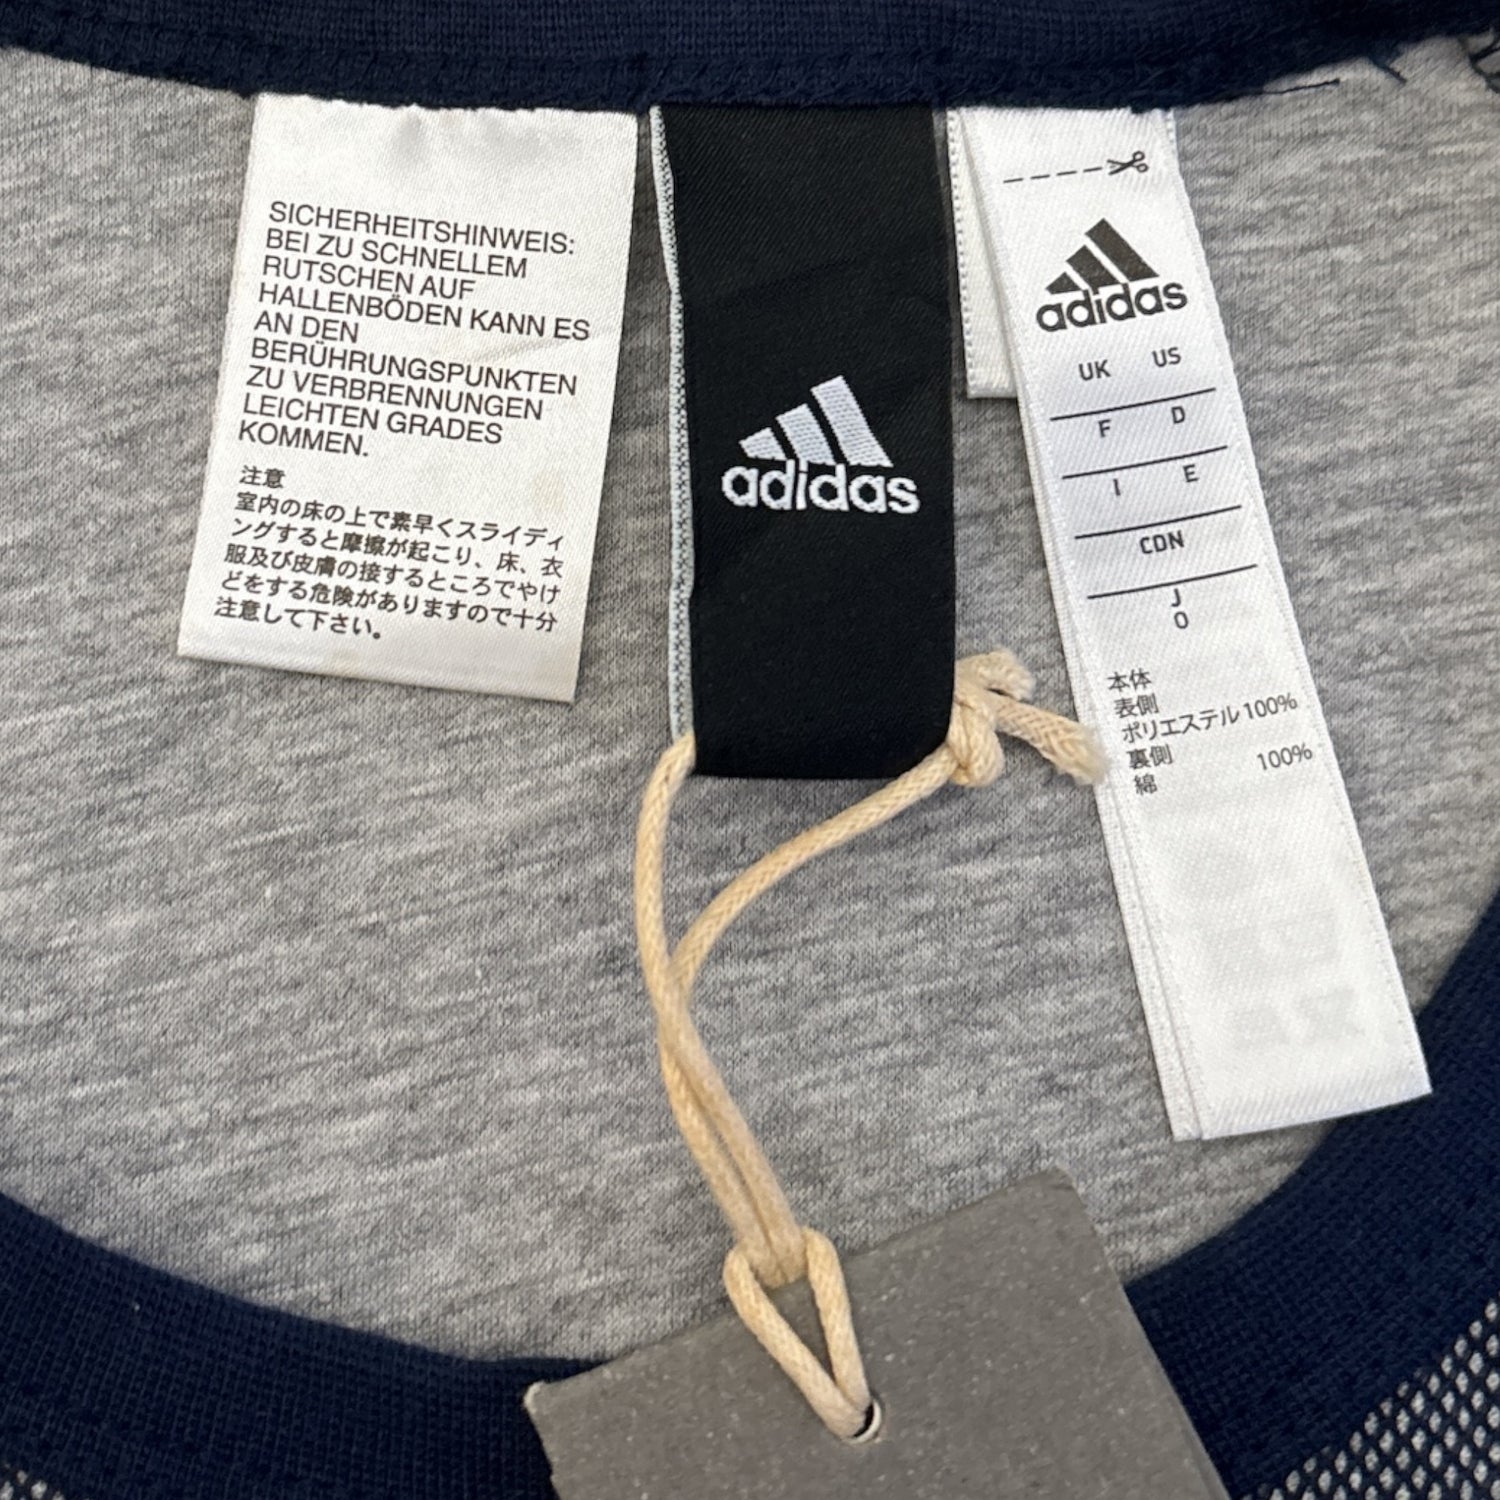 SICHERHEITSHINWEIS:
BEI ZU SCHNELLEM
RUTSCHEN AUF
HALLENBÖDEN KANN ES
AN DEN
BERÜHRUNGSPUNKTEN
ZU VERBRENNUNGEN
LEICHTEN GRADES
KOMMEN.
注意
室内の床の上で素早くスライディ
ングすると摩擦が起こり、床、衣
服及び皮膚の接するところでやけ
どをする危険がありますので十分
注意して下さい。
adidas
adidas
UK US
F D
I E
CDN
J
O
本体
表側
ポリエステル100%
裏側
綿 100%